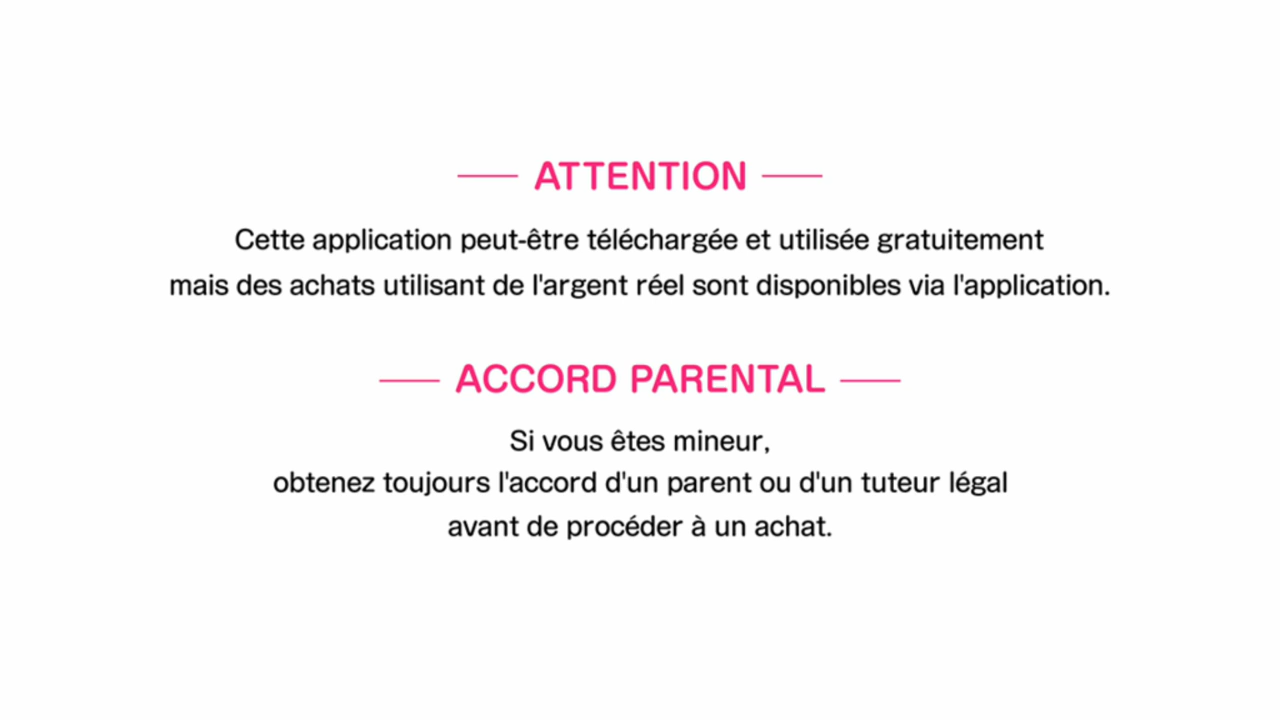 ATTENTION
Cette application peut-être téléchargée et utilisée gratuitement
mais des achats utilisant de l'argent réel sont disponibles via l'application.
ACCORD PARENTAL
Si vous êtes mineur,
obtenez toujours l'accord d'un parent ou d'un tuteur légal
avant de procéder à un achat.